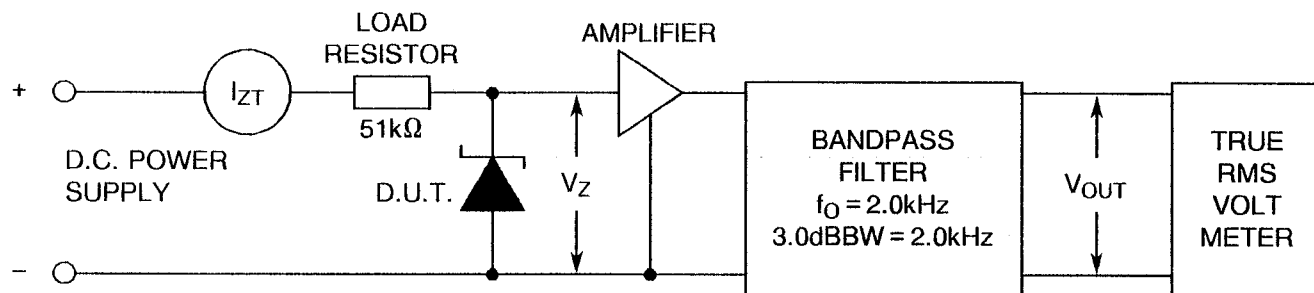 LOAD
RESISTOR
AMPLIFIER
+
I_ZT
51kΩ
D.C. POWER
SUPPLY
D.U.T.
V_Z
BANDPASS
FILTER
f_O = 2.0kHz
3.0dBBW = 2.0kHz
V_OUT
TRUE
RMS
VOLT
METER
−